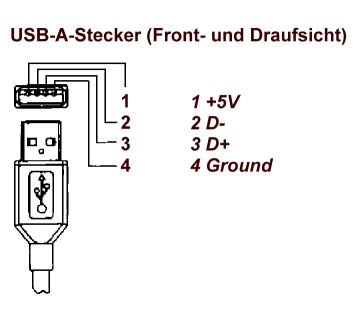 USB-A-Stecker (Front- und Draufsicht)
1 1 +5V
2 2 D-
3 3 D+
4 4 Ground